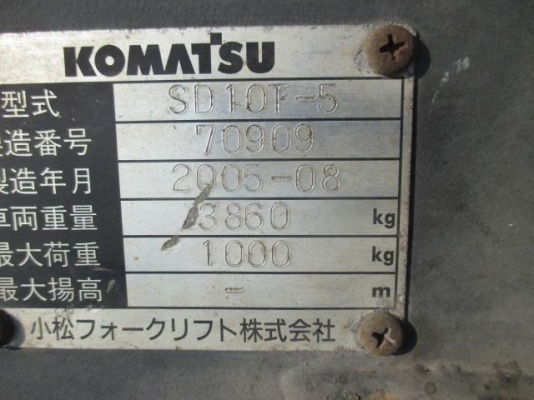 KOMATSU
型式 SD10T-5
製造番号 70909
製造年月 2005-08
車両重量 3860 kg
最大荷重 1000 kg
最大揚高 - m
小松フォークリフト株式会社